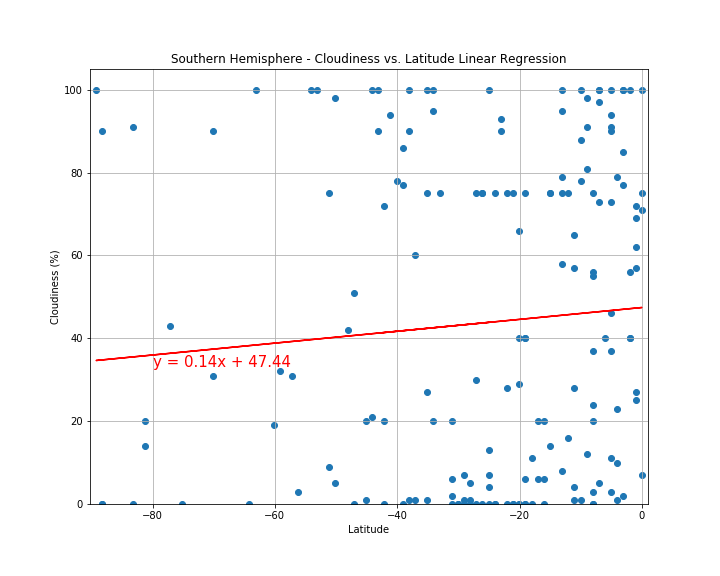 Southern Hemisphere - Cloudiness vs. Latitude Linear Regression
100
80
60
40
20
0
Cloudiness (%)
y = 0.14x + 47.44
−80
−60
−40
−20
0
Latitude